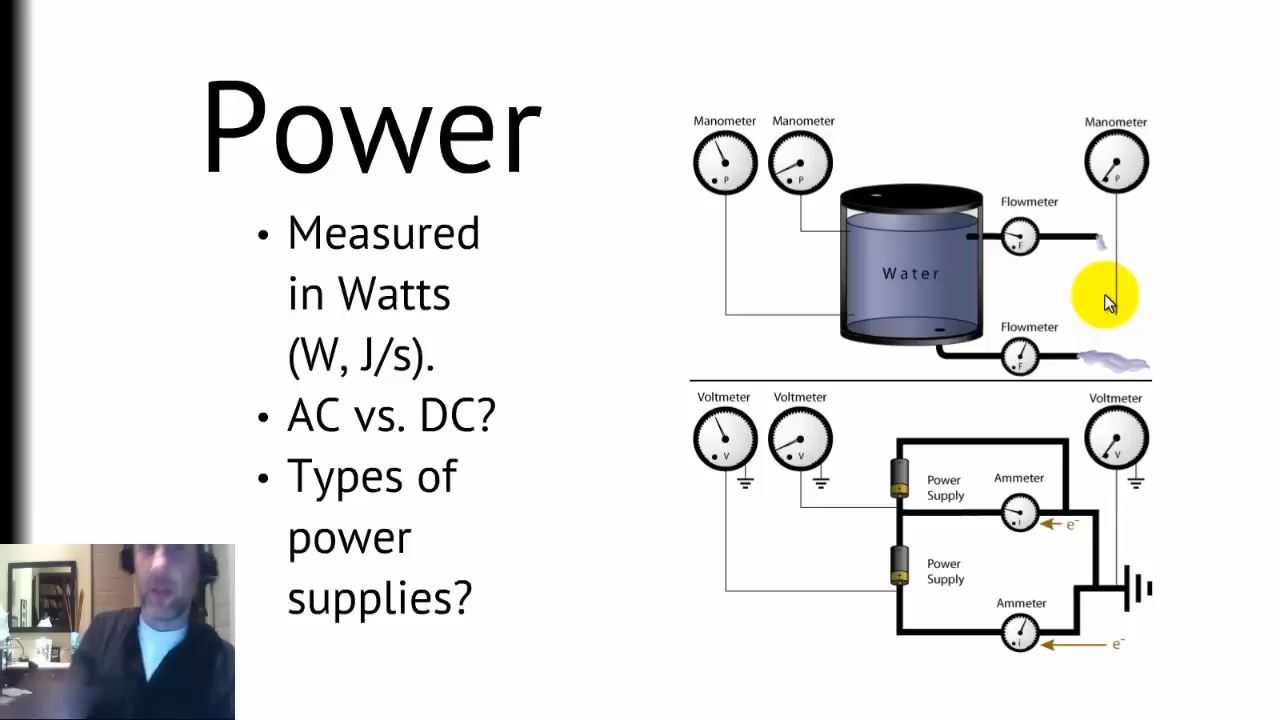 Power
• Measured
in Watts
(W, J/s).
• AC vs. DC?
• Types of
power
supplies?
Manometer Manometer Manometer
P P P
Flowmeter
F
Water
Flowmeter
F
Voltmeter Voltmeter Voltmeter
V V V
Power
Supply
Ammeter
I
e⁻
Power
Supply
Ammeter
I
e⁻